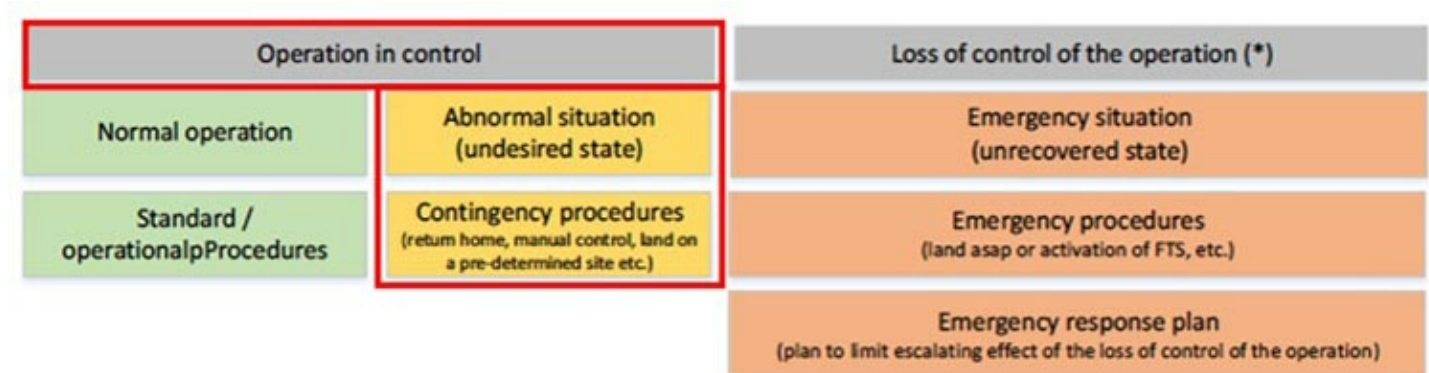 Operation in control
Loss of control of the operation (*)
Normal operation
Abnormal situation
(undesired state)
Emergency situation
(unrecovered state)
Standard /
operationalpProcedures
Contingency procedures
(return home, manual control, land on
a pre-determined site etc.)
Emergency procedures
(land asap or activation of FTS, etc.)
Emergency response plan
(plan to limit escalating effect of the loss of control of the operation)